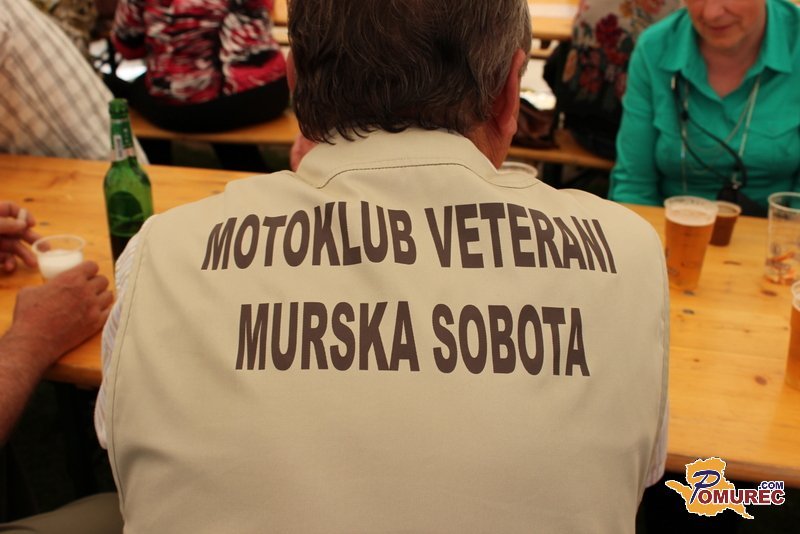 MOTOKLUB VETERANI
MURSKA SOBOTA
POMUREC.COM